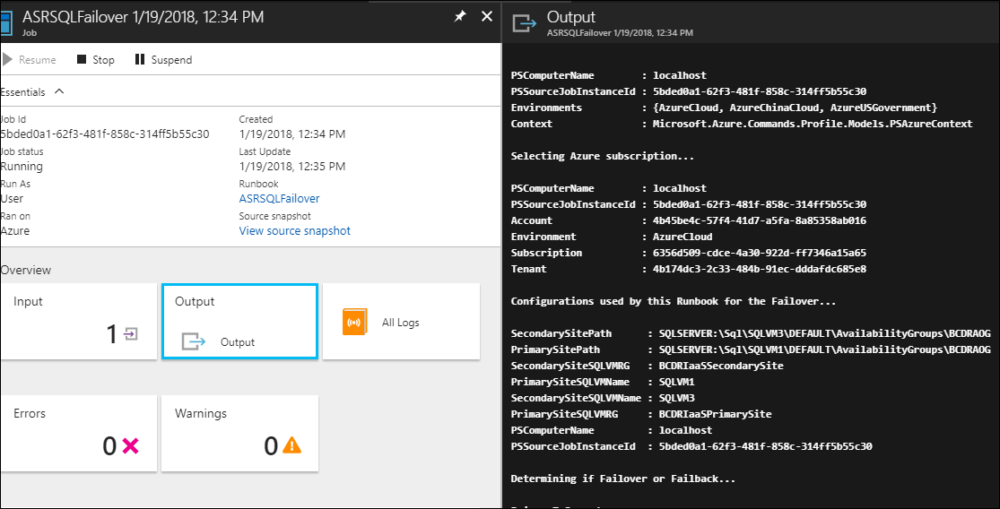 ASRSQLFailover 1/19/2018, 12:34 PM
Job
Resume Stop Suspend
Essentials
Job Id
5bded0a1-62f3-481f-858c-314ff5b55c30
Created
1/19/2018, 12:34 PM
Job status
Running
Last Update
1/19/2018, 12:35 PM
Run As
User
Runbook
ASRSQLFailover
Ran on
Azure
Source snapshot
View source snapshot
Overview
Input
1
Output
Output
All Logs
Errors
0
Warnings
0
Output
ASRSQLFailover 1/19/2018, 12:34 PM
PSComputerName : localhost
PSSourceJobInstanceId : 5bded0a1-62f3-481f-858c-314ff5b55c30
Environments : {AzureCloud, AzureChinaCloud, AzureUSGovernment}
Context : Microsoft.Azure.Commands.Profile.Models.PSAzureContext
Selecting Azure subscription...
PSComputerName : localhost
PSSourceJobInstanceId : 5bded0a1-62f3-481f-858c-314ff5b55c30
Account : 4b45be4c-57f4-41d7-a5fa-8a85358ab016
Environment : AzureCloud
Subscription : 6356d509-cdce-4a30-922d-ff7346a15a65
Tenant : 4b174dc3-2c33-484b-91ec-dddafdc685e8
Configurations used by this Runbook for the Failover...
SecondarySitePath : SQLSERVER:\Sql\SQLVM3\DEFAULT\AvailabilityGroups\BCDRAOG
PrimarySitePath : SQLSERVER:\Sql\SQLVM1\DEFAULT\AvailabilityGroups\BCDRAOG
SecondarySiteSQLVMRG : BCDRIaaSSecondarySite
PrimarySiteSQLVMName : SQLVM1
SecondarySiteSQLVMName : SQLVM3
PrimarySiteSQLVMRG : BCDRIaaSPrimarySite
PSComputerName : localhost
PSSourceJobInstanceId : 5bded0a1-62f3-481f-858c-314ff5b55c30
Determining if Failover or Failback...